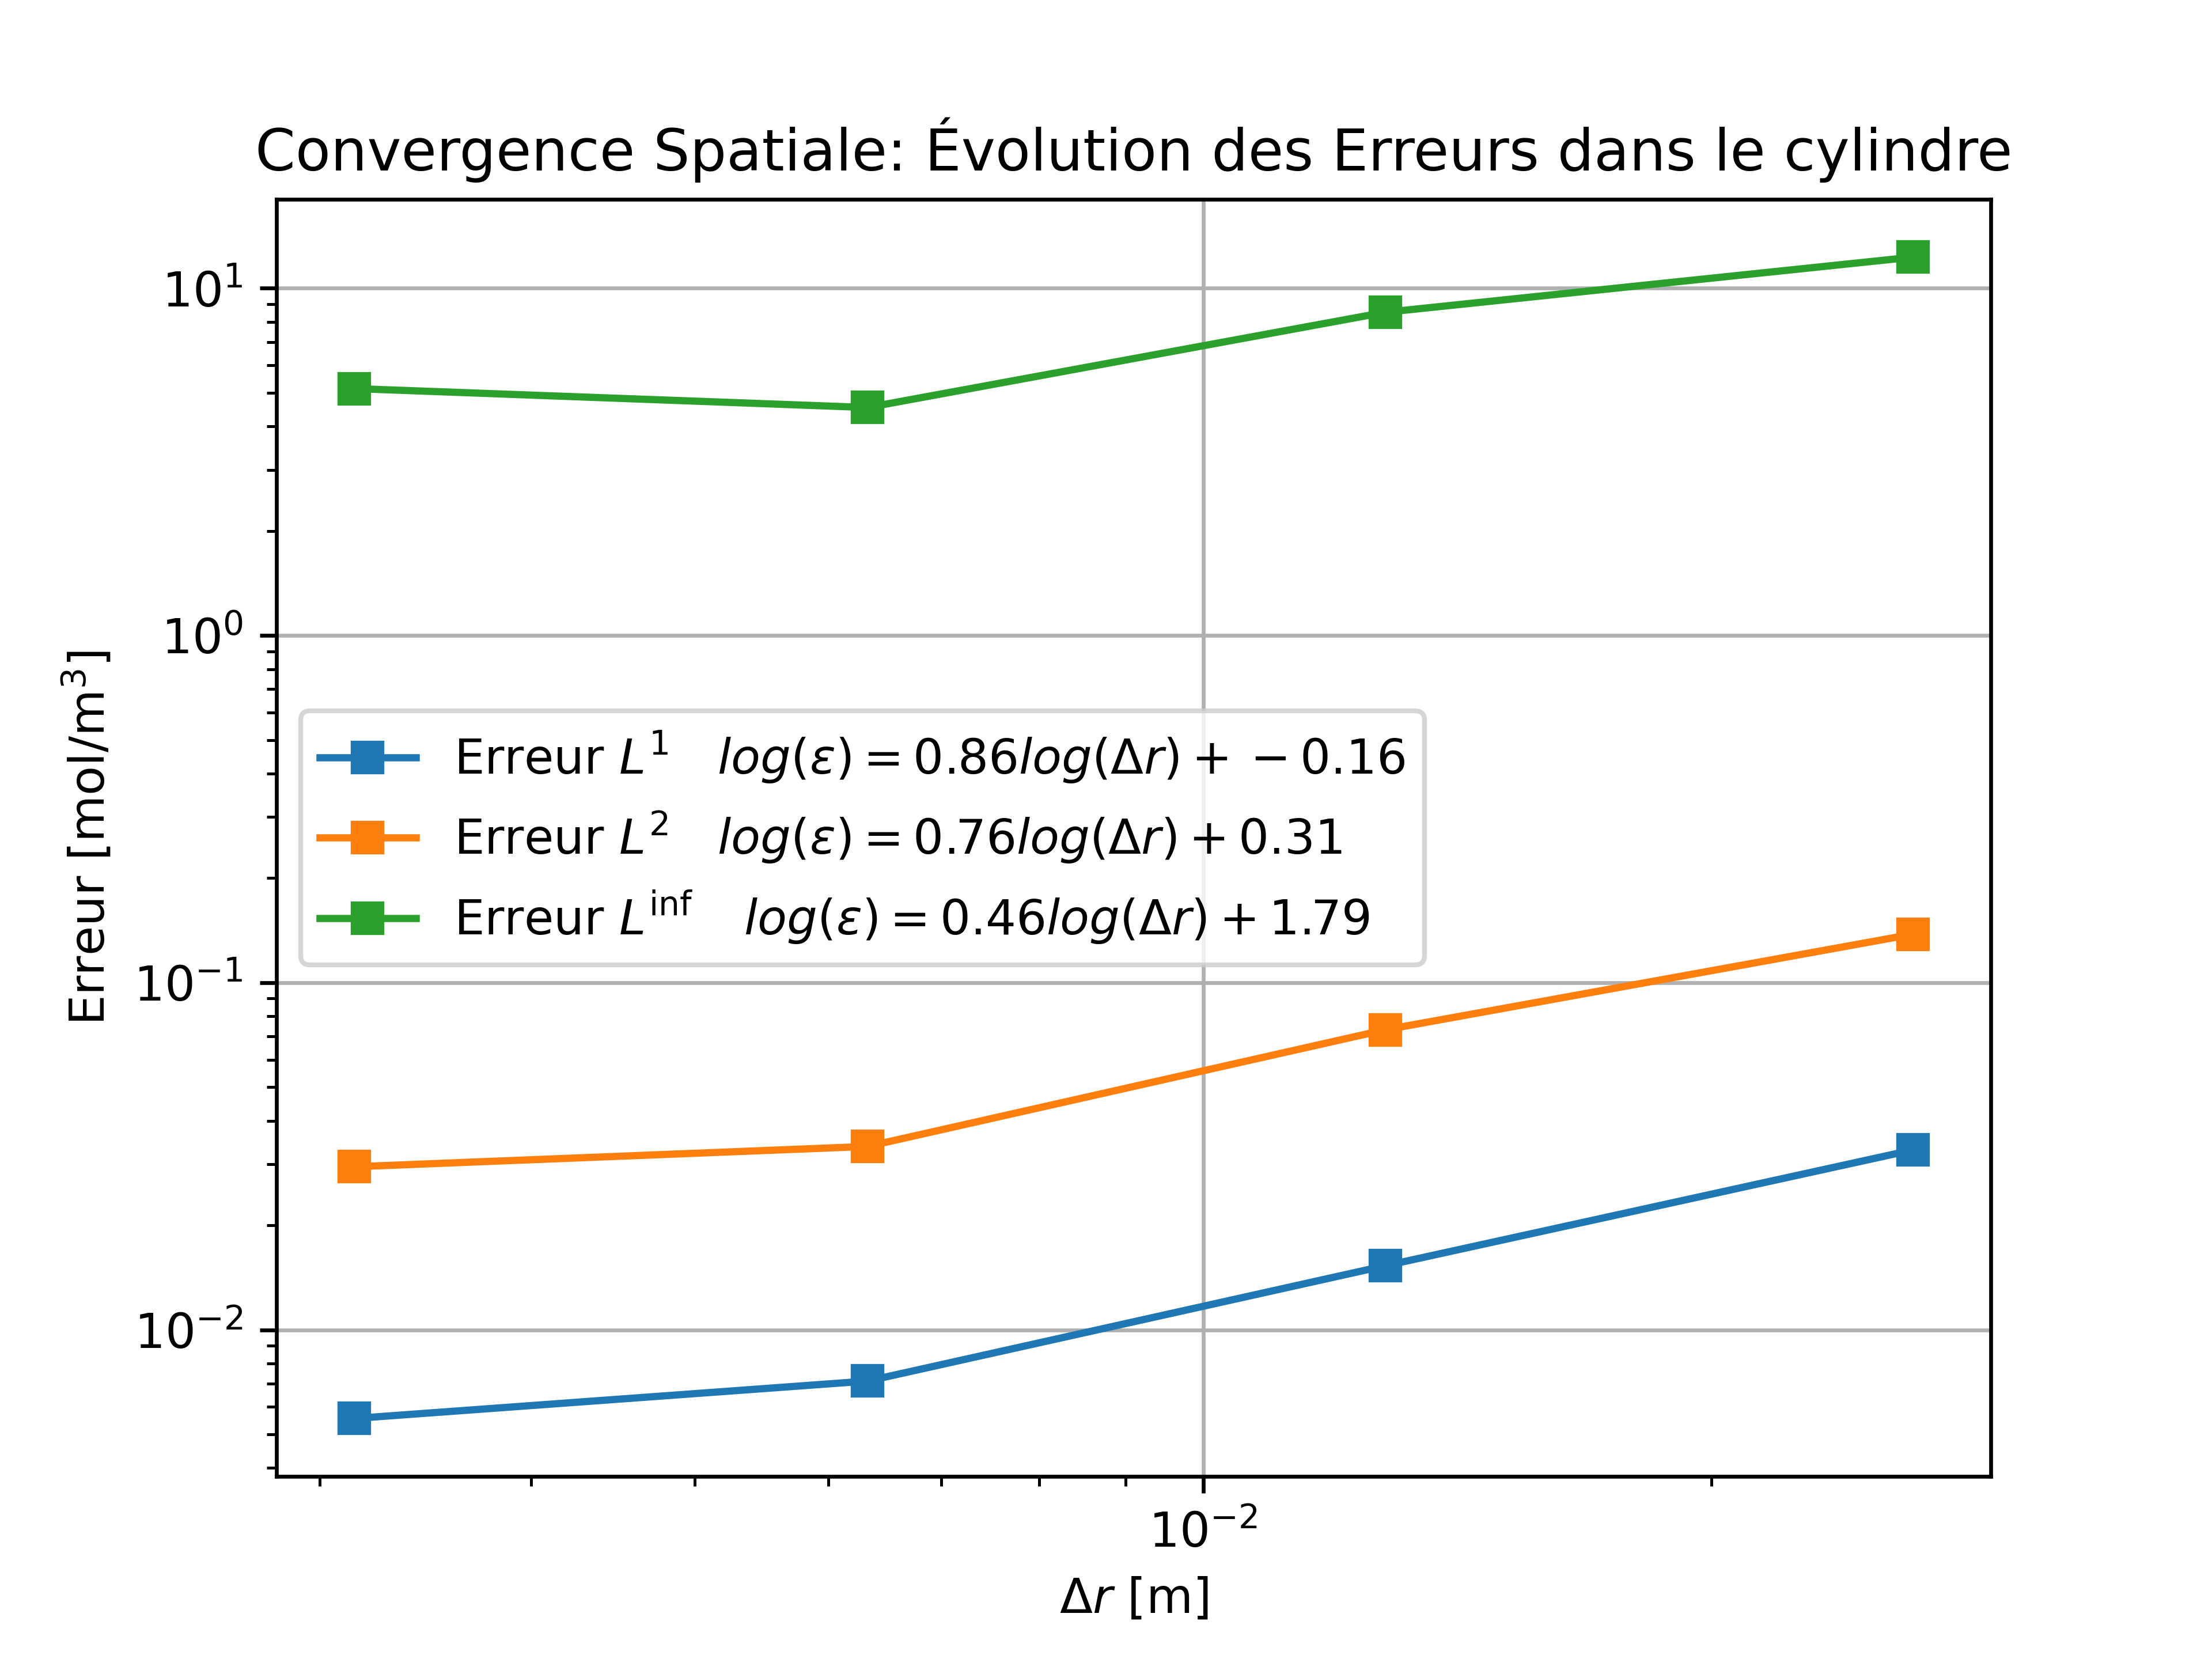 Convergence Spatiale: Évolution des Erreurs dans le cylindre
Erreur [mol/m³]
10¹
10⁰
10⁻¹
10⁻²
Erreur L¹ log(ε) = 0.86log(Δr) + −0.16
Erreur L² log(ε) = 0.76log(Δr) + 0.31
Erreur L^inf log(ε) = 0.46log(Δr) + 1.79
10⁻²
Δr [m]